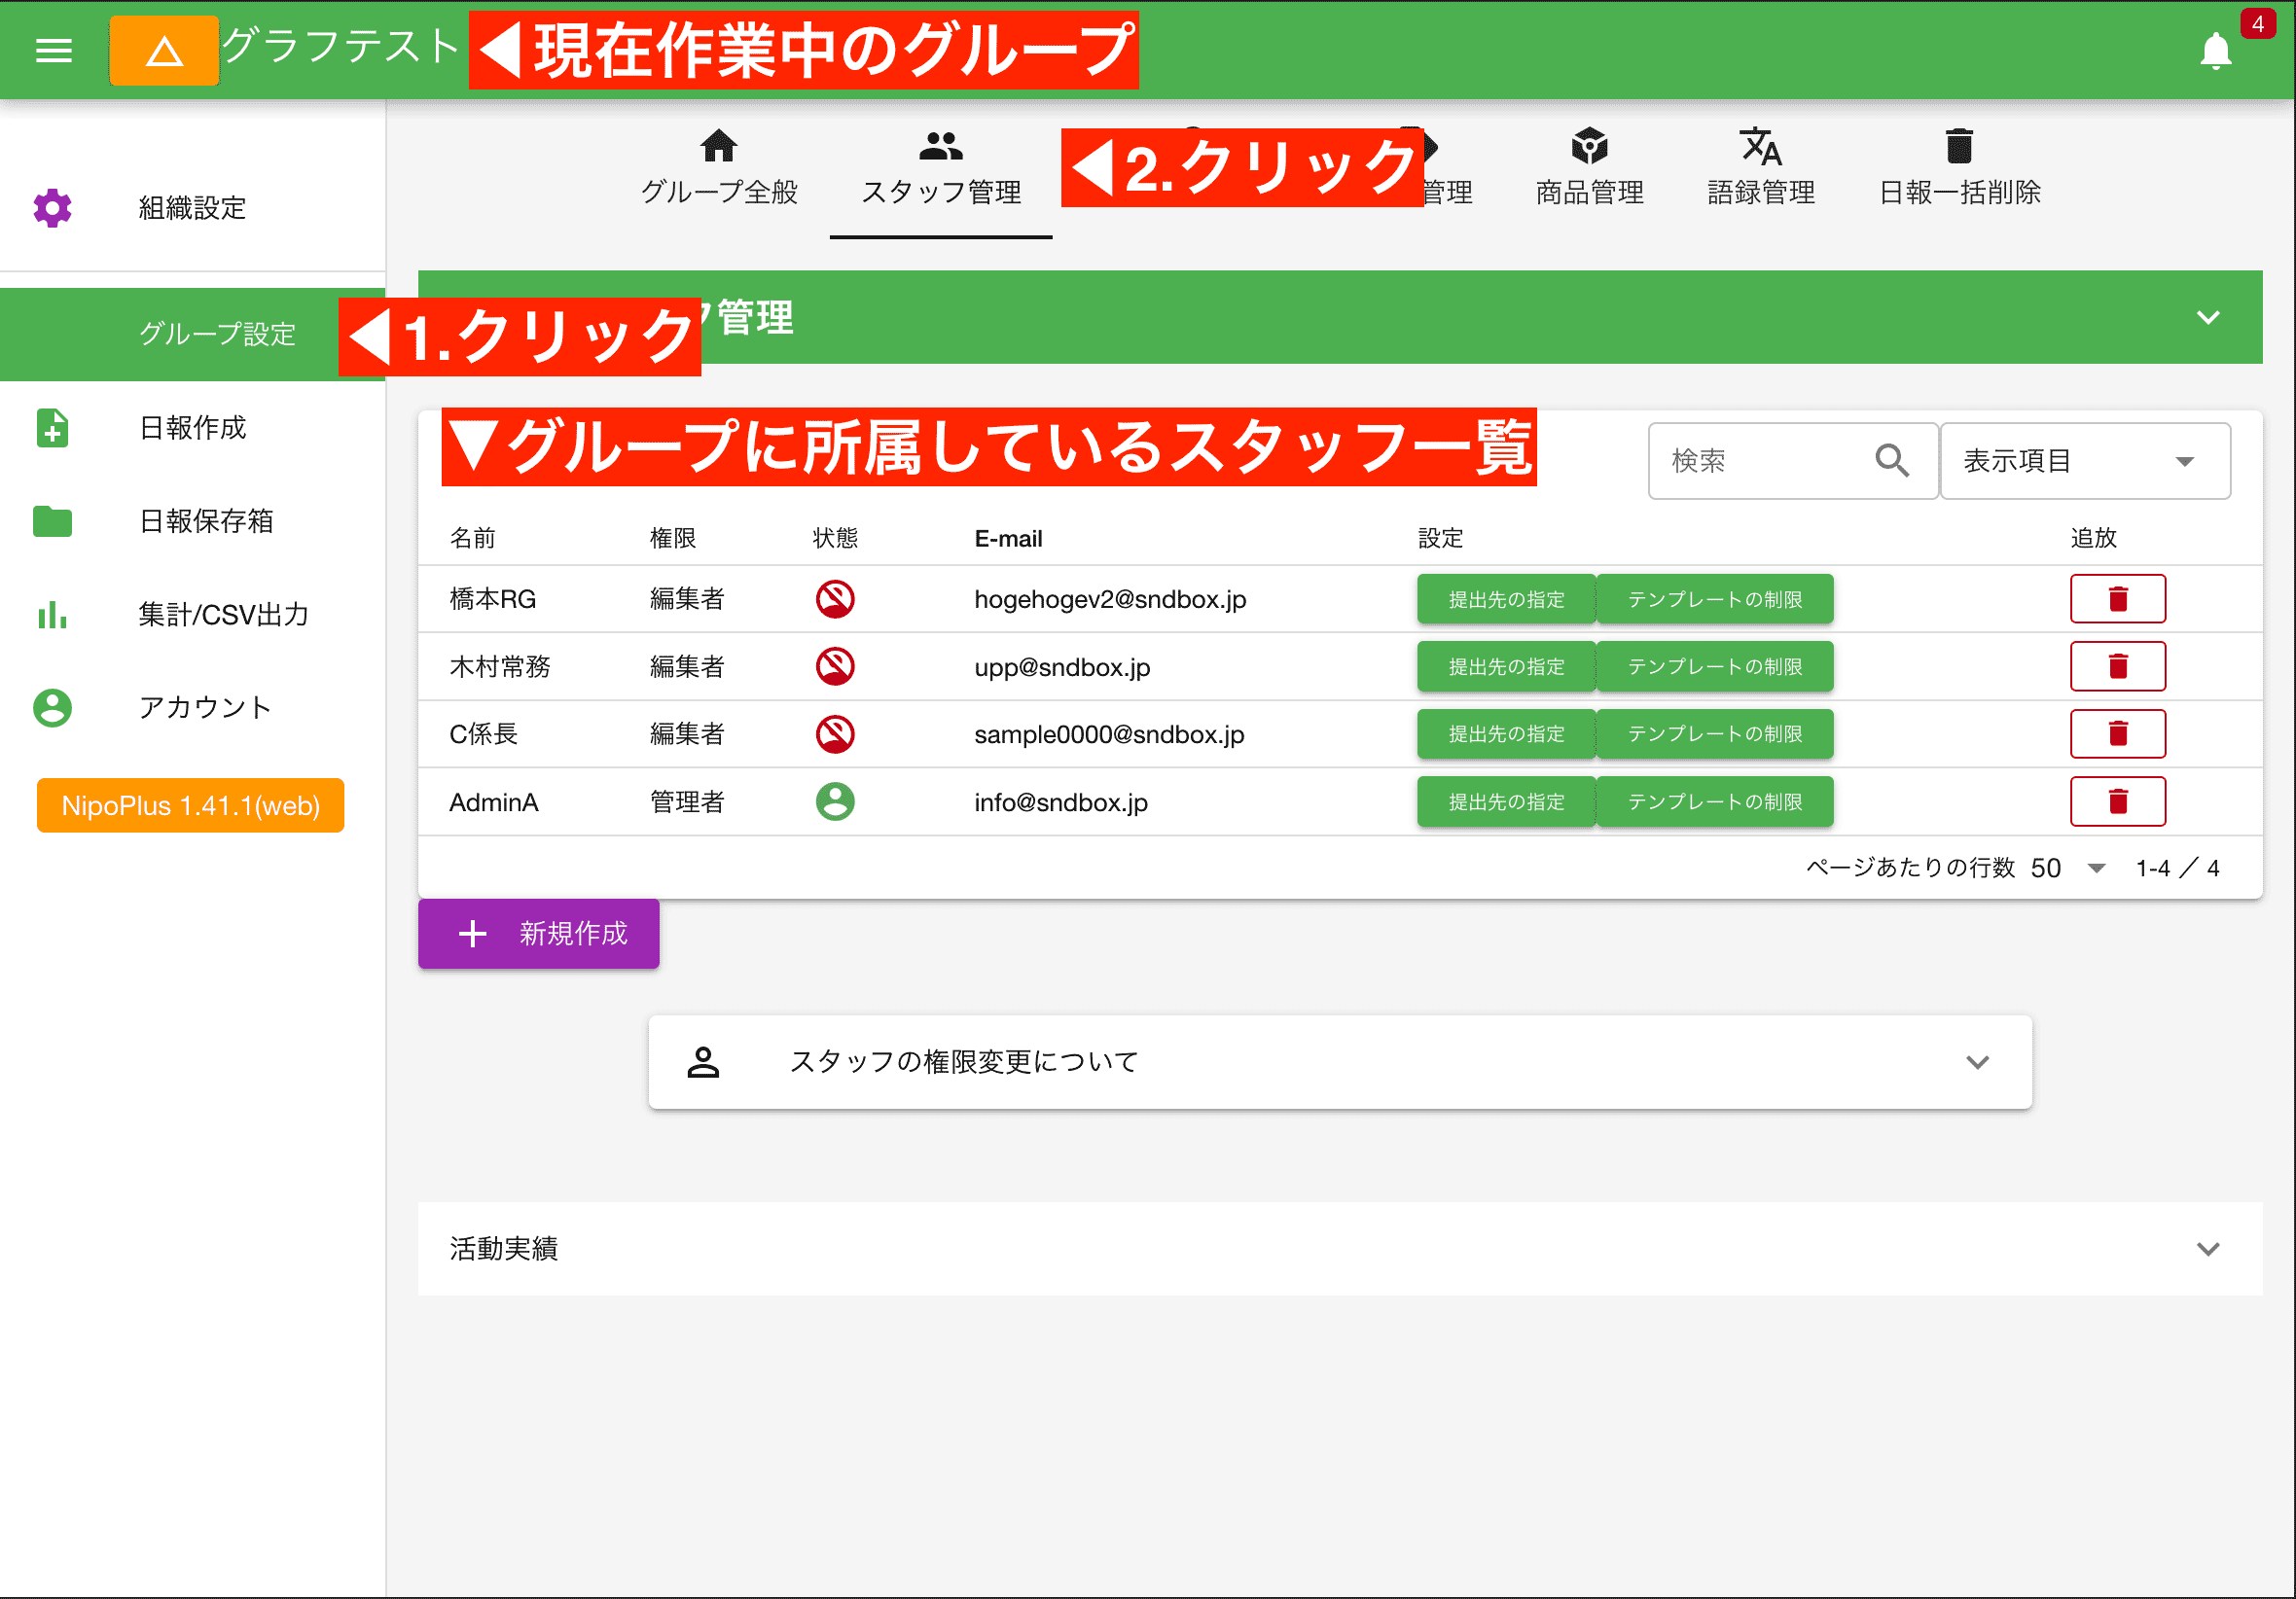 グラフテスト ◀現在作業中のグループ 4
グループ全般 スタッフ管理 ◀2.クリック 管理 商品管理 語録管理 日報一括削除
組織設定
グループ設定 ◀1.クリック 管理
日報作成
日報保存箱
集計/CSV出力
アカウント
NipoPlus 1.41.1(web)
▼グループに所属しているスタッフ一覧 検索 表示項目
名前 権限 状態 E-mail 設定 追放
橋本RG 編集者 hogehogev2@sndbox.jp 提出先の指定 テンプレートの制限
木村常務 編集者 upp@sndbox.jp 提出先の指定 テンプレートの制限
C係長 編集者 sample0000@sndbox.jp 提出先の指定 テンプレートの制限
AdminA 管理者 info@sndbox.jp 提出先の指定 テンプレートの制限
ページあたりの行数 50 1-4 ／ 4
新規作成
スタッフの権限変更について
活動実績